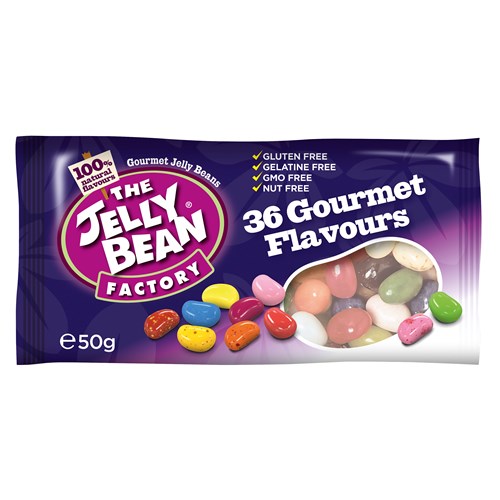 100%
natural
flavours
Gourmet Jelly Beans
THE
JELLY
BEAN®
FACTORY
✓GLUTEN FREE
✓GELATINE FREE
✓GMO FREE
✓NUT FREE
36 Gourmet
Flavours
℮50g